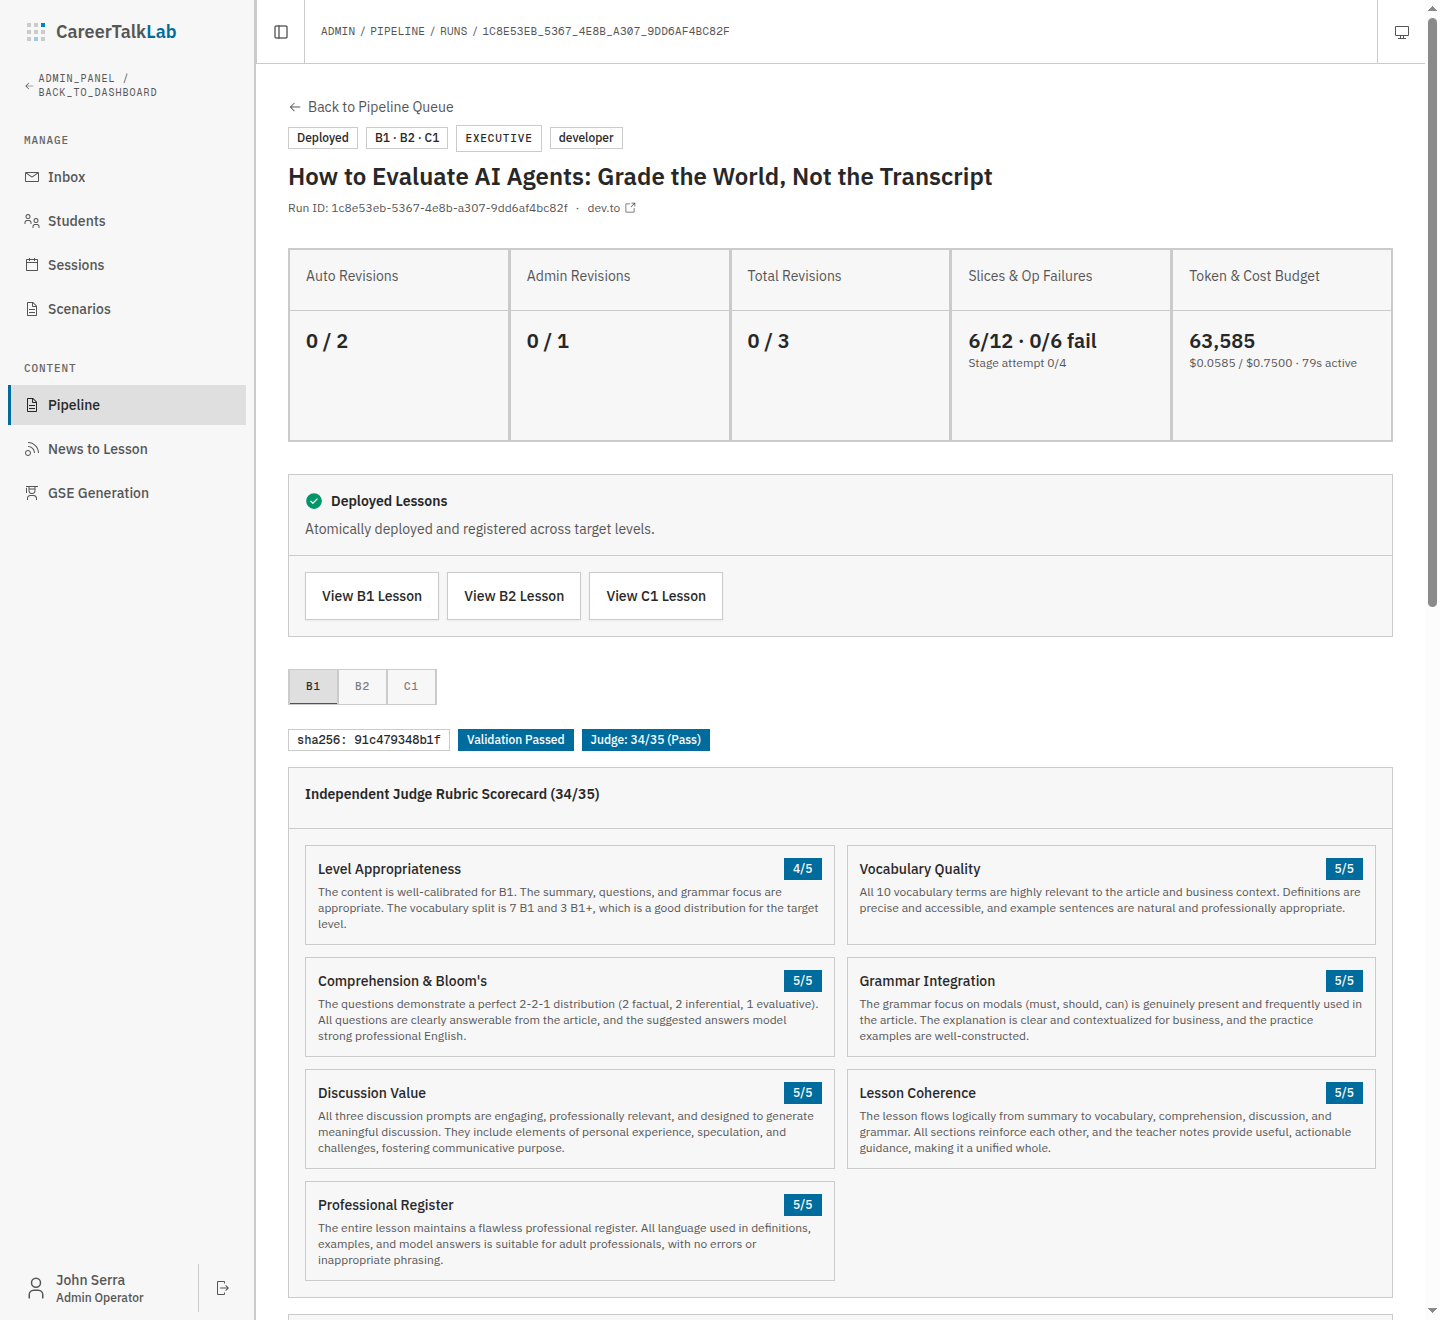 CareerTalkLab
ADMIN_PANEL /
BACK_TO_DASHBOARD
MANAGE
Inbox
Students
Sessions
Scenarios
CONTENT
Pipeline
News to Lesson
GSE Generation
John Serra
Admin Operator
ADMIN / PIPELINE / RUNS / 1C8E53EB_5367_4E8B_A307_9DD6AF4BC82F
Back to Pipeline Queue
Deployed B1 · B2 · C1 EXECUTIVE developer
How to Evaluate AI Agents: Grade the World, Not the Transcript
Run ID: 1c8e53eb-5367-4e8b-a307-9dd6af4bc82f · dev.to
Auto Revisions
0 / 2
Admin Revisions
0 / 1
Total Revisions
0 / 3
Slices & Op Failures
6/12 · 0/6 fail
Stage attempt 0/4
Token & Cost Budget
63,585
$0.0585 / $0.7500 · 79s active
Deployed Lessons
Atomically deployed and registered across target levels.
View B1 Lesson View B2 Lesson View C1 Lesson
B1 B2 C1
sha256: 91c479348b1f Validation Passed Judge: 34/35 (Pass)
Independent Judge Rubric Scorecard (34/35)
Level Appropriateness 4/5
The content is well-calibrated for B1. The summary, questions, and grammar focus are
appropriate. The vocabulary split is 7 B1 and 3 B1+, which is a good distribution for the target
level.
Vocabulary Quality 5/5
All 10 vocabulary terms are highly relevant to the article and business context. Definitions are
precise and accessible, and example sentences are natural and professionally appropriate.
Comprehension & Bloom's 5/5
The questions demonstrate a perfect 2-2-1 distribution (2 factual, 2 inferential, 1 evaluative).
All questions are clearly answerable from the article, and the suggested answers model
strong professional English.
Grammar Integration 5/5
The grammar focus on modals (must, should, can) is genuinely present and frequently used in
the article. The explanation is clear and contextualized for business, and the practice
examples are well-constructed.
Discussion Value 5/5
All three discussion prompts are engaging, professionally relevant, and designed to generate
meaningful discussion. They include elements of personal experience, speculation, and
challenges, fostering communicative purpose.
Lesson Coherence 5/5
The lesson flows logically from summary to vocabulary, comprehension, discussion, and
grammar. All sections reinforce each other, and the teacher notes provide useful, actionable
guidance, making it a unified whole.
Professional Register 5/5
The entire lesson maintains a flawless professional register. All language used in definitions,
examples, and model answers is suitable for adult professionals, with no errors or
inappropriate phrasing.